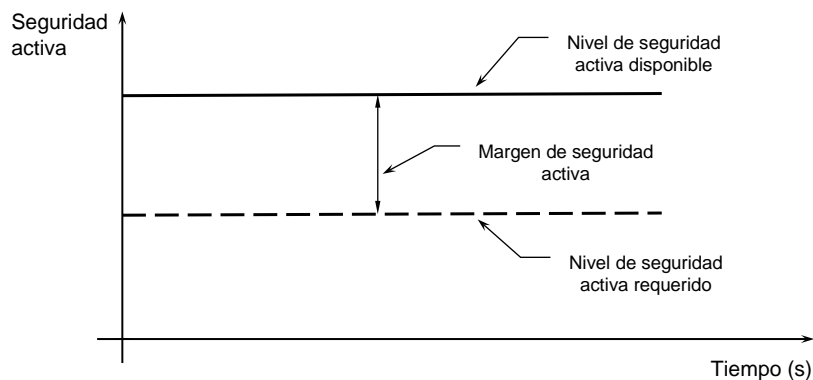 Seguridad
activa
Nivel de seguridad
activa disponible
Margen de seguridad
activa
Nivel de seguridad
activa requerido
Tiempo (s)